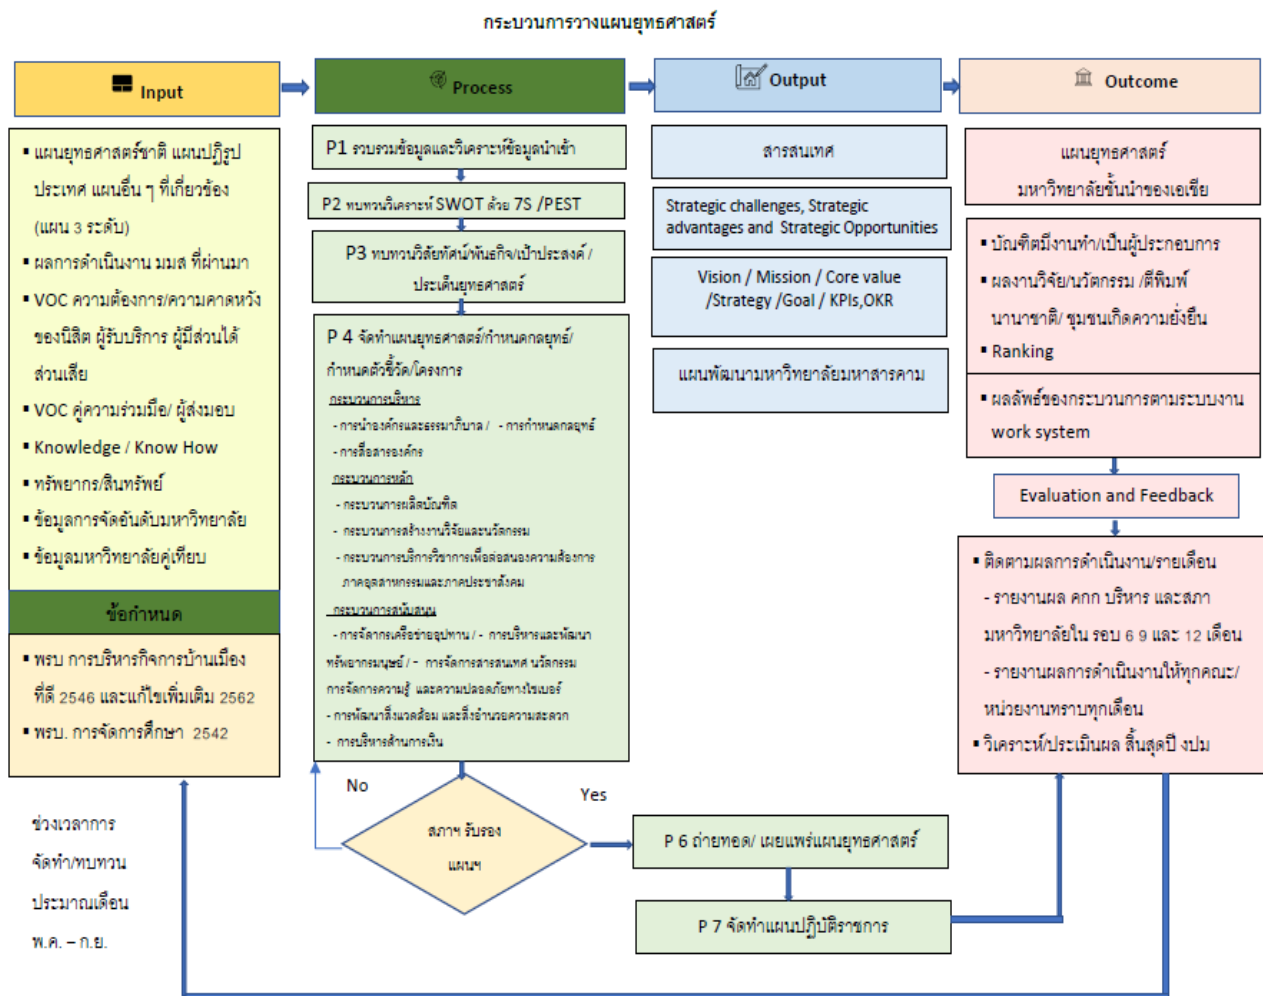 กระบวนการวางแผนยุทธศาสตร์
Input
▪ แผนยุทธศาสตร์ชาติ แผนปฏิรูป
ประเทศ แผนอื่น ๆ ที่เกี่ยวข้อง
(แผน 3 ระดับ)
▪ ผลการดำเนินงาน มมส ที่ผ่านมา
▪ VOC ความต้องการ/ความคาดหวัง
ของนิสิต ผู้รับบริการ ผู้มีส่วนได้
ส่วนเสีย
▪ VOC คู่ความร่วมมือ/ ผู้ส่งมอบ
▪ Knowledge / Know How
▪ ทรัพยากร/สินทรัพย์
▪ ข้อมูลการจัดอันดับมหาวิทยาลัย
▪ ข้อมูลมหาวิทยาลัยคู่เทียบ
ข้อกำหนด
▪ พรบ การบริหารกิจการบ้านเมือง
ที่ดี 2546 และแก้ไขเพิ่มเติม 2562
▪ พรบ. การจัดการศึกษา 2542
ช่วงเวลาการ
จัดทำ/ทบทวน
ประมาณเดือน
พ.ค. – ก.ย.
Process
P1 รวบรวมข้อมูลและวิเคราะห์ข้อมูลนำเข้า
P2 ทบทวนวิเคราะห์ SWOT ด้วย 7S /PEST
P3 ทบทวนวิสัยทัศน์/พันธกิจ/เป้าประสงค์ /
ประเด็นยุทธศาสตร์
P 4 จัดทำแผนยุทธศาสตร์/กำหนดกลยุทธ์/
กำหนดตัวชี้วัด/โครงการ
กระบวนการบริหาร
- การนำองค์กรและธรรมาภิบาล / - การกำหนดกลยุทธ์
- การสื่อสารองค์กร
กระบวนการหลัก
- กระบวนการผลิตบัณฑิต
- กระบวนการสร้างงานวิจัยและนวัตกรรม
- กระบวนการบริการวิชาการเพื่อต่อสนองความต้องการ
ภาคอุตสาหกรรมและภาคประชาสังคม
กระบวนการสนับสนุน
- การจัดการเครือข่ายอุปทาน / - การบริหารและพัฒนา
ทรัพยากรมนุษย์ / - การจัดการสารสนเทศ นวัตกรรม
การจัดการความรู้ และความปลอดภัยทางไซเบอร์
- การพัฒนาสิ่งแวดล้อม และสิ่งอำนวยความสะดวก
- การบริหารด้านการเงิน
No
Yes
สภาฯ รับรอง
แผนฯ
P 6 ถ่ายทอด/ เผยแพร่แผนยุทธศาสตร์
P 7 จัดทำแผนปฏิบัติราชการ
Output
สารสนเทศ
Strategic challenges, Strategic
advantages and Strategic Opportunities
Vision / Mission / Core value
/Strategy /Goal / KPIs,OKR
แผนพัฒนามหาวิทยาลัยมหาสารคาม
Outcome
แผนยุทธศาสตร์
มหาวิทยาลัยชั้นนำของเอเชีย
▪ บัณฑิตมีงานทำ/เป็นผู้ประกอบการ
▪ ผลงานวิจัย/นวัตกรรม /ตีพิมพ์
นานาชาติ/ ชุมชนเกิดความยั่งยืน
▪ Ranking
▪ ผลลัพธ์ของกระบวนการตามระบบงาน
work system
Evaluation and Feedback
▪ ติดตามผลการดำเนินงาน/รายเดือน
- รายงานผล คกก บริหาร และสภา
มหาวิทยาลัยใน รอบ 6 9 และ 12 เดือน
- รายงานผลการดำเนินงานให้ทุกคณะ/
หน่วยงานทราบทุกเดือน
▪ วิเคราะห์/ประเมินผล สิ้นสุดปี งปม